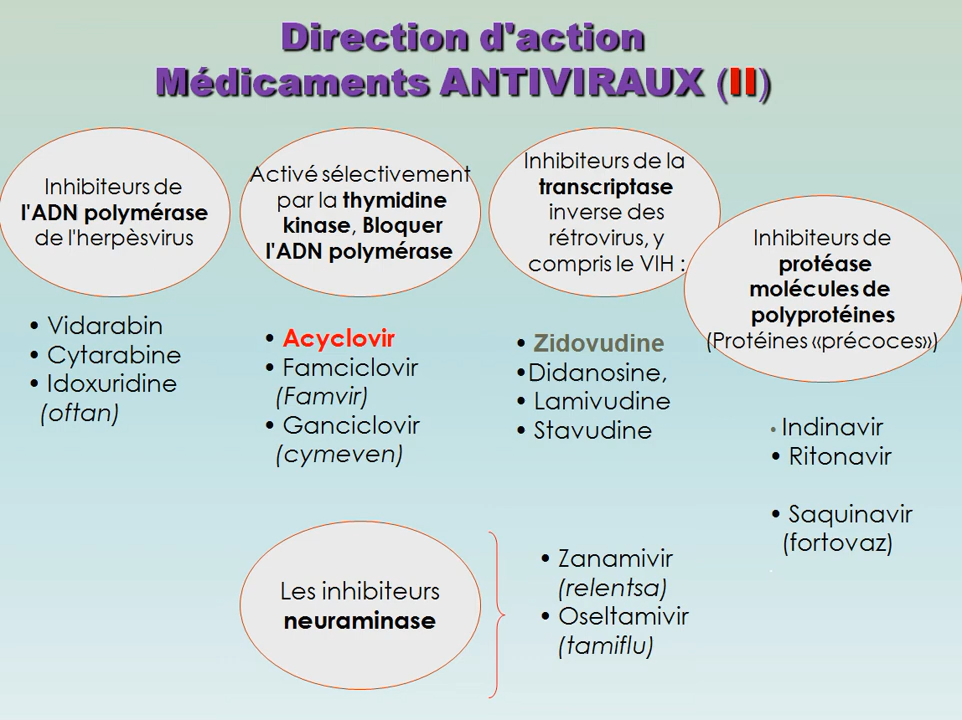 Direction d'action
Médicaments ANTIVIRAUX (II)
Inhibiteurs de
l'ADN polymérase
de l'herpèsvirus
• Vidarabin
• Cytarabine
• Idoxuridine
(oftan)
Activé sélectivement
par la thymidine
kinase, Bloquer
l'ADN polymérase
• Acyclovir
• Famciclovir
(Famvir)
• Ganciclovir
(cymeven)
Inhibiteurs de la
transcriptase
inverse des
rétrovirus, y
compris le VIH :
• Zidovudine
•Didanosine,
• Lamivudine
• Stavudine
Inhibiteurs de
protéase
molécules de
polyprotéines
(Protéines «précoces»)
• Indinavir
• Ritonavir
• Saquinavir
(fortovaz)
Les inhibiteurs
neuraminase
• Zanamivir
(relentsa)
• Oseltamivir
(tamiflu)